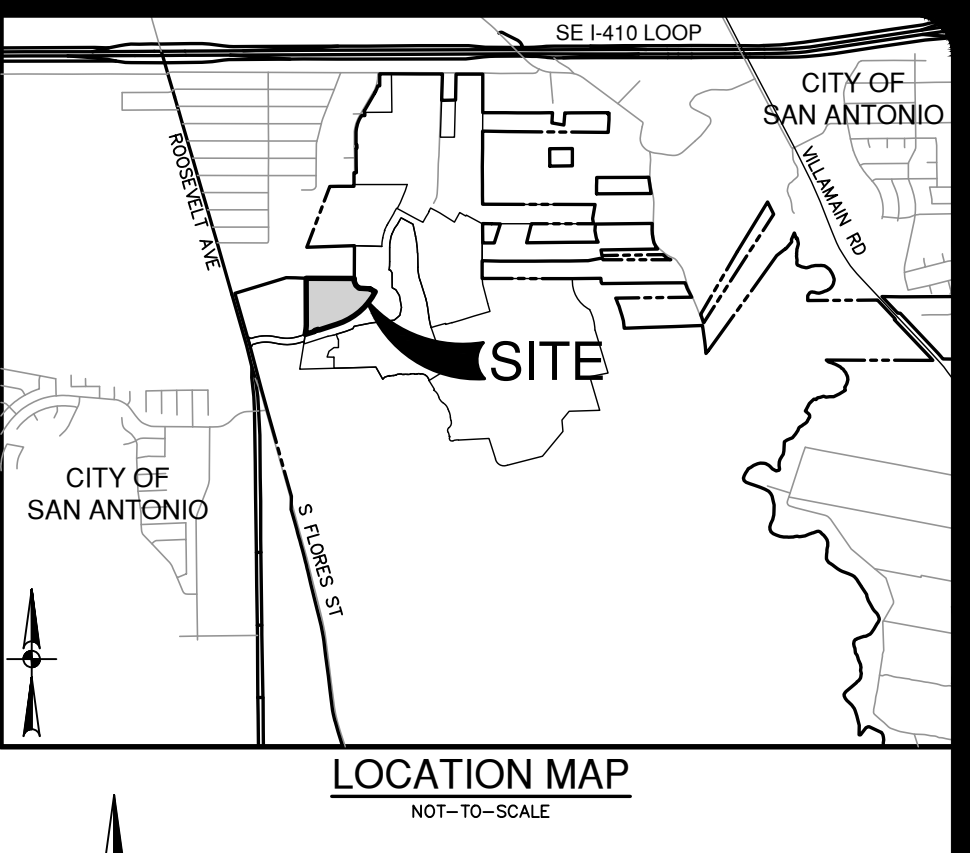 SE I-410 LOOP
CITY OF
SAN ANTONIO
ROOSEVELT AVE
VILLAMAIN RD
SITE
CITY OF
SAN ANTONIO
S FLORES ST
LOCATION MAP
NOT-TO-SCALE